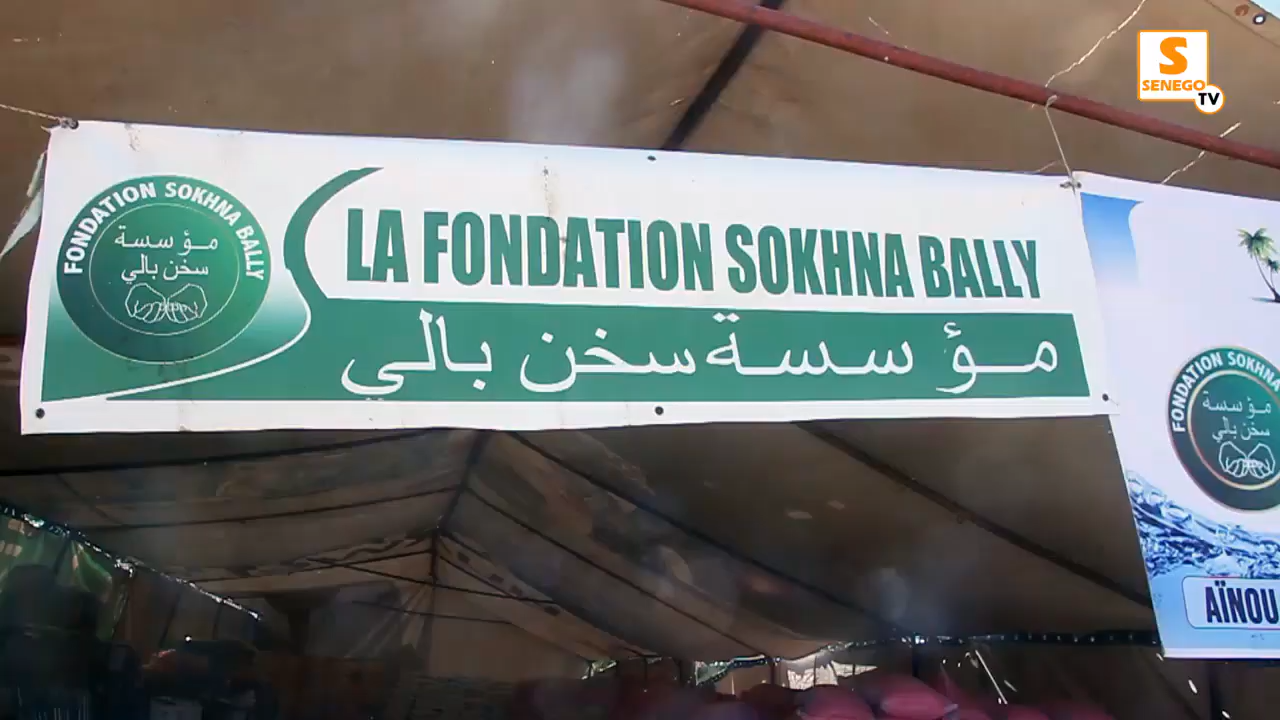 S
SENEGO
TV
FONDATION SOKHNA BALLY
مؤسسة
سخن بالي
LA FONDATION SOKHNA BALLY
مؤسسة سخن بالي
FONDATION SOKHNA
مؤسسة
سخن بالي
AÏNOU